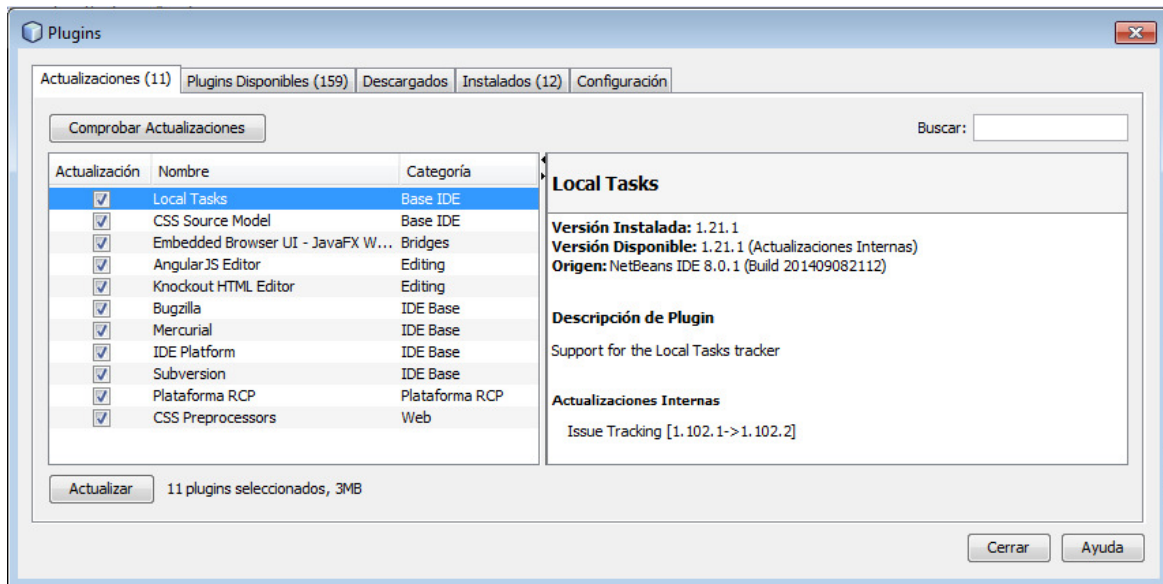 Plugins
Actualizaciones (11) Plugins Disponibles (159) Descargados Instalados (12) Configuración
Comprobar Actualizaciones Buscar:
Actualización Nombre Categoría
Local Tasks Base IDE
CSS Source Model Base IDE
Embedded Browser UI - JavaFX W... Bridges
AngularJS Editor Editing
Knockout HTML Editor Editing
Bugzilla IDE Base
Mercurial IDE Base
IDE Platform IDE Base
Subversion IDE Base
Plataforma RCP Plataforma RCP
CSS Preprocessors Web
Local Tasks
Versión Instalada: 1.21.1
Versión Disponible: 1.21.1 (Actualizaciones Internas)
Origen: NetBeans IDE 8.0.1 (Build 201409082112)
Descripción de Plugin
Support for the Local Tasks tracker
Actualizaciones Internas
Issue Tracking [1.102.1->1.102.2]
Actualizar 11 plugins seleccionados, 3MB
Cerrar Ayuda